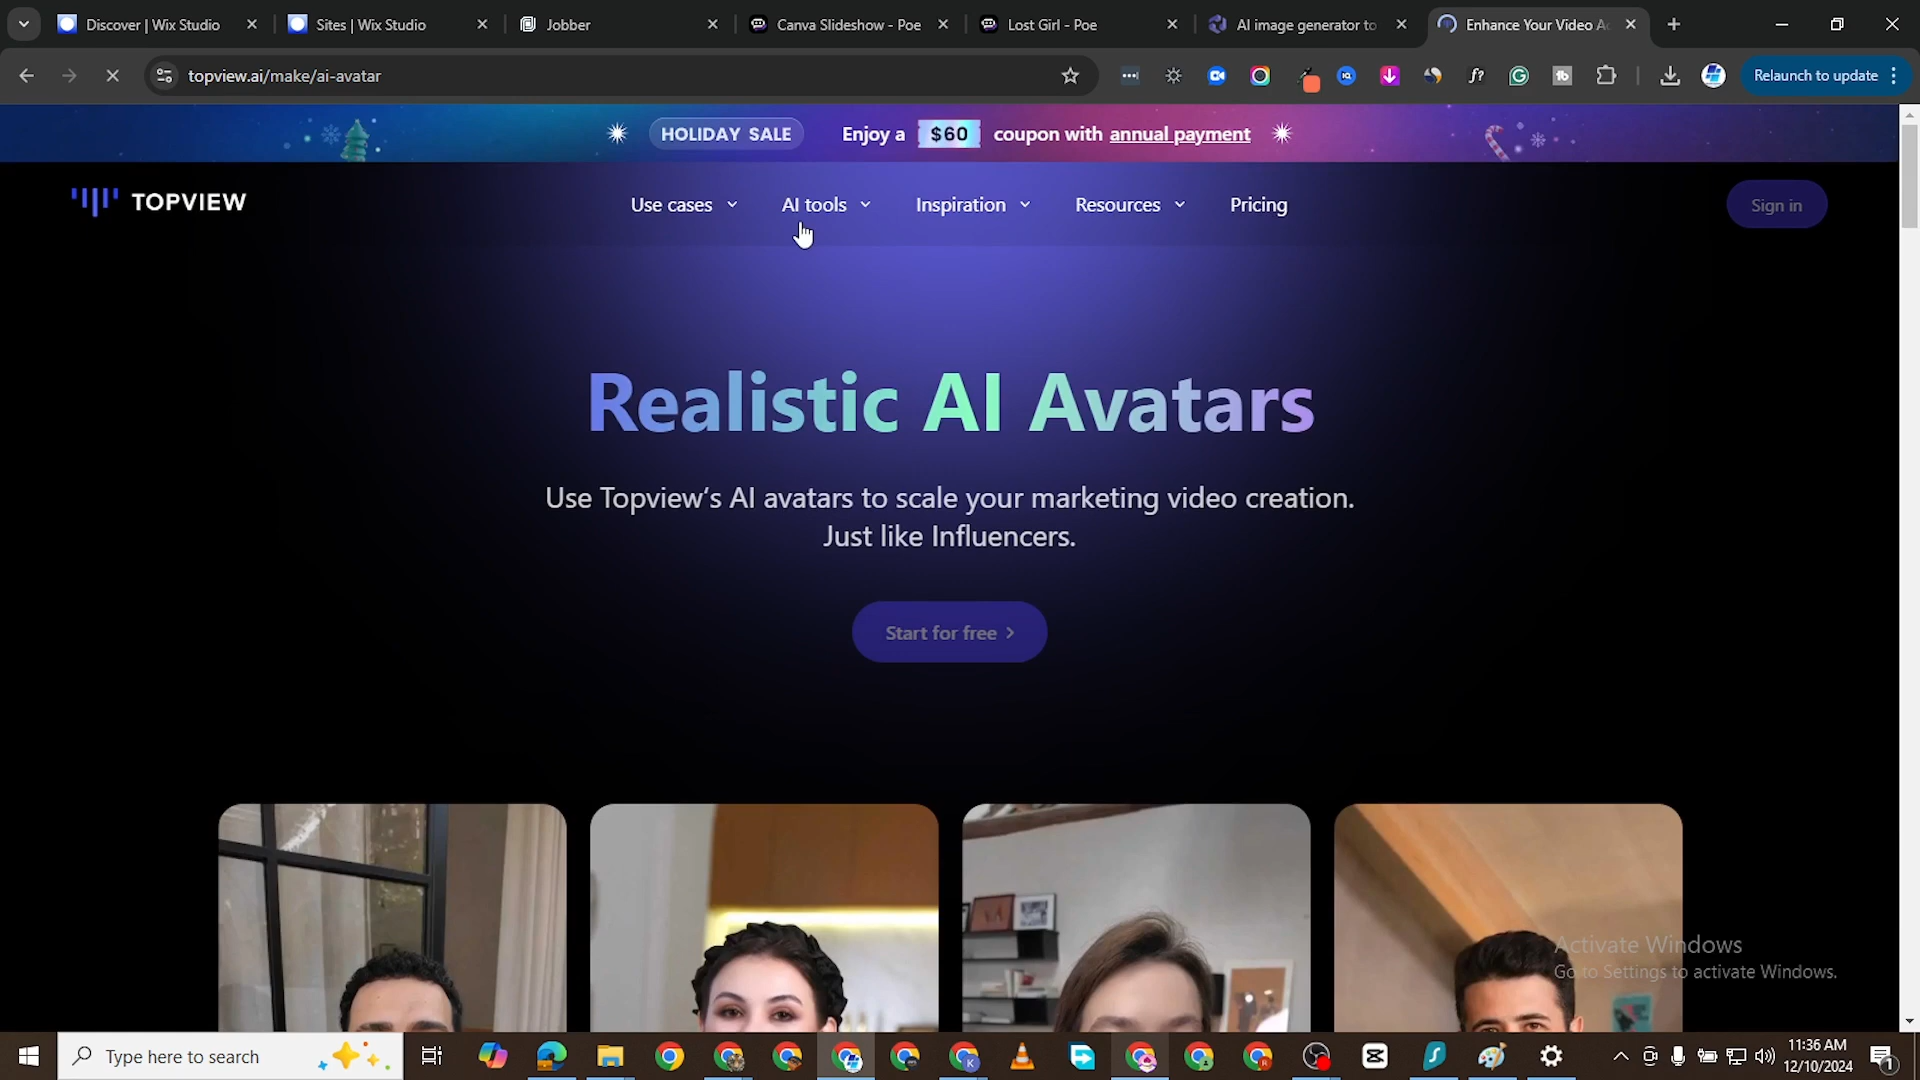 Discover | Wix Studio
Sites | Wix Studio
Jobber
Canva Slideshow - Poe
Lost Girl - Poe
AI image generator to
Enhance Your Video A
topview.ai/make/ai-avatar
Relaunch to update
HOLIDAY SALE
Enjoy a $60 coupon with annual payment
TOPVIEW
Use cases
AI tools
Inspiration
Resources
Pricing
Sign in
Realistic AI Avatars
Use Topview's AI avatars to scale your marketing video creation.
Just like Influencers.
Start for free >
Activate Windows
Go to Settings to activate Windows.
Type here to search
11:36 AM
12/10/2024
1